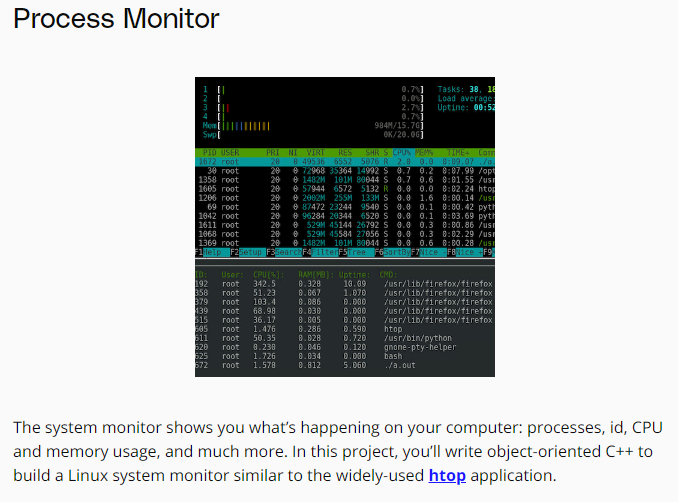 Process Monitor
1 [| 0.7%] Tasks: 38, 18
2 [ 0.0%] Load average:
3 [|| 2.7%] Uptime: 00:52
4 [ 0.7%]
Mem[||||||||||||| 984M/15.7G]
Swp[ 0K/20.0G]
PID USER PRI NI VIRT RES SHR S CPU% MEM% TIME+ Com
1672 root 20 0 49536 6552 5076 R 2.0 0.0 0:09.07 ./a
30 root 20 0 72968 35364 14992 S 0.7 0.2 0:07.99 /opt
1358 root 20 0 1482M 101M 80044 S 0.7 0.6 0:01.55 /usr
1605 root 20 0 57944 6572 5132 R 0.0 0.0 0:02.24 htop
1206 root 20 0 2002M 255M 133M S 0.0 1.6 0:00.14 /usr
69 root 20 0 87472 23244 9540 S 0.0 0.1 0:00.42 pyth
1042 root 20 0 96284 20344 6520 S 0.0 0.1 0:03.69 pyth
1611 root 20 0 529M 45144 26792 S 0.0 0.3 0:00.86 /usr
1068 root 20 0 529M 45584 27056 S 0.0 0.3 0:02.29 /usr
1369 root 20 0 1482M 101M 80044 S 0.0 0.6 0:00.28 /usr
F1Help F2Setup F3Search F4Filter F5Tree F6SortBy F7Nice - F8Nice + F9
ID: User: CPU[%]: RAM[MB]: Uptime: CMD:
192 root 342.5 0.328 10.09 /usr/lib/firefox/firefox
358 root 51.23 0.067 1.070 /usr/lib/firefox/firefox
379 root 103.4 0.086 0.000 /usr/lib/firefox/firefox
439 root 68.98 0.030 0.000 /usr/lib/firefox/firefox
515 root 36.17 0.005 0.000 /usr/lib/firefox/firefox
605 root 1.476 0.286 0.590 htop
611 root 50.35 0.028 0.720 /usr/bin/python
620 root 0.230 0.046 0.120 gnome-pty-helper
625 root 1.726 0.034 0.000 bash
672 root 1.578 0.812 5.060 ./a.out
The system monitor shows you what's happening on your computer: processes, id, CPU
and memory usage, and much more. In this project, you'll write object-oriented C++ to
build a Linux system monitor similar to the widely-used htop application.